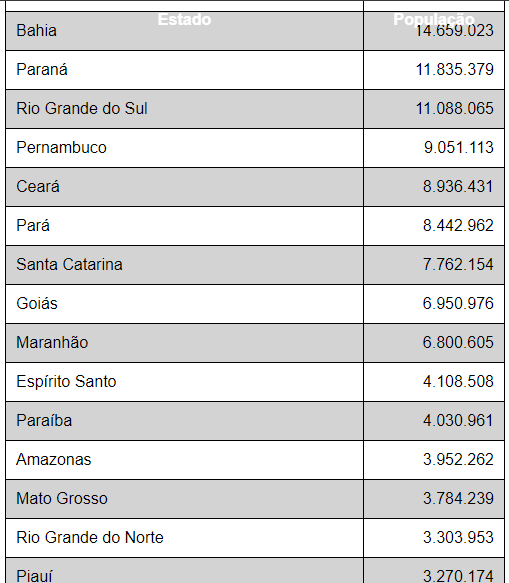 Estado População
Bahia 14.659.023
Paraná 11.835.379
Rio Grande do Sul 11.088.065
Pernambuco 9.051.113
Ceará 8.936.431
Pará 8.442.962
Santa Catarina 7.762.154
Goiás 6.950.976
Maranhão 6.800.605
Espírito Santo 4.108.508
Paraíba 4.030.961
Amazonas 3.952.262
Mato Grosso 3.784.239
Rio Grande do Norte 3.303.953
Piauí 3.270.174